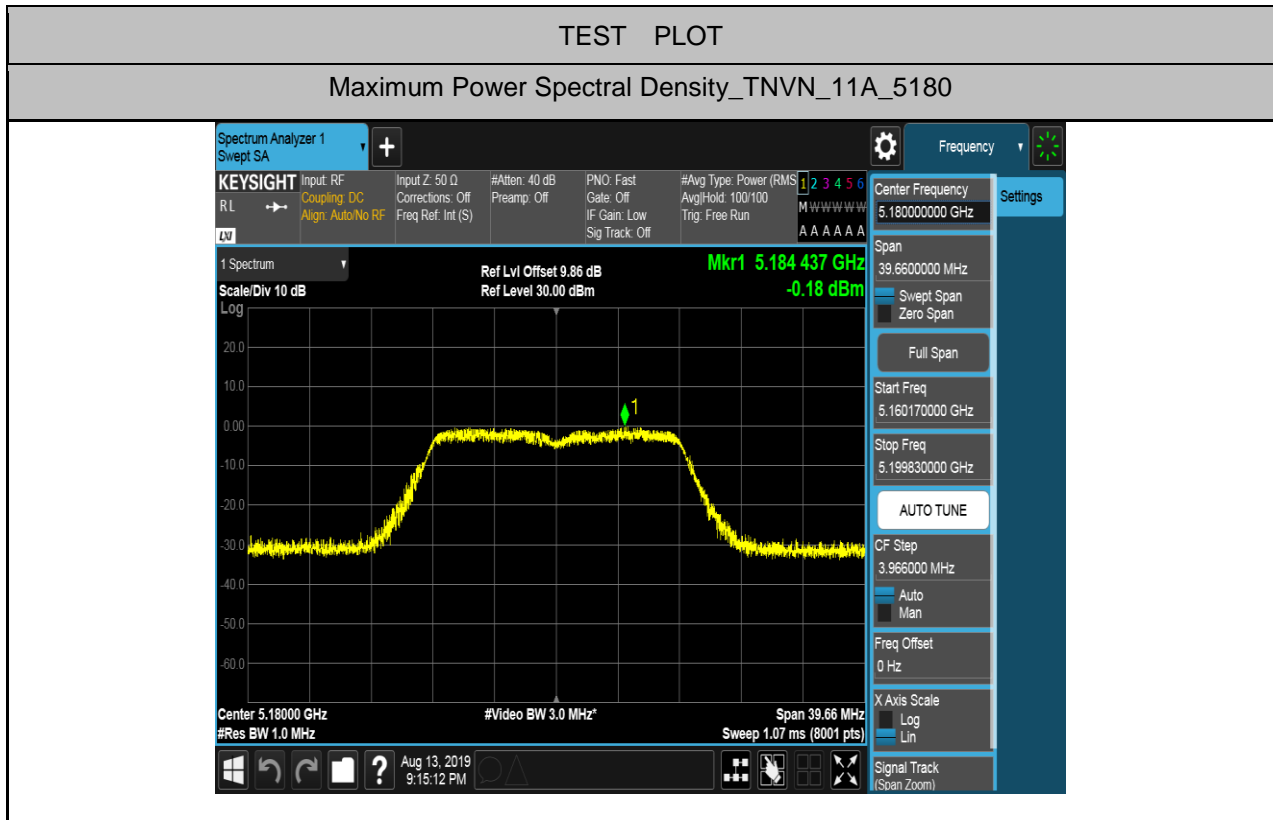 TEST PLOT
Maximum Power Spectral Density_TNVN_11A_5180
Spectrum Analyzer 1
Swept SA
+
Frequency
KEYSIGHT
RL
LXI
Input: RF
Coupling: DC
Align: Auto/No RF
Input Z: 50 Ω
Corrections: Off
Freq Ref: Int (S)
#Atten: 40 dB
Preamp: Off
PNO: Fast
Gate: Off
IF Gain: Low
Sig Track: Off
#Avg Type: Power (RMS
Avg|Hold: 100/100
Trig: Free Run
1 2 3 4 5 6
M W W W W W
A A A A A A
1 Spectrum
Scale/Div 10 dB
Log
Ref Lvl Offset 9.86 dB
Ref Level 30.00 dBm
Mkr1 5.184 437 GHz
-0.18 dBm
20.0
10.0
0.00
-10.0
-20.0
-30.0
-40.0
-50.0
-60.0
1
Center 5.18000 GHz
#Res BW 1.0 MHz
#Video BW 3.0 MHz*
Span 39.66 MHz
Sweep 1.07 ms (8001 pts)
?
Aug 13, 2019
9:15:12 PM
Center Frequency
5.180000000 GHz
Span
39.6600000 MHz
Swept Span
Zero Span
Full Span
Start Freq
5.160170000 GHz
Stop Freq
5.199830000 GHz
AUTO TUNE
CF Step
3.966000 MHz
Auto
Man
Freq Offset
0 Hz
X Axis Scale
Log
Lin
Signal Track
(Span Zoom)
Settings